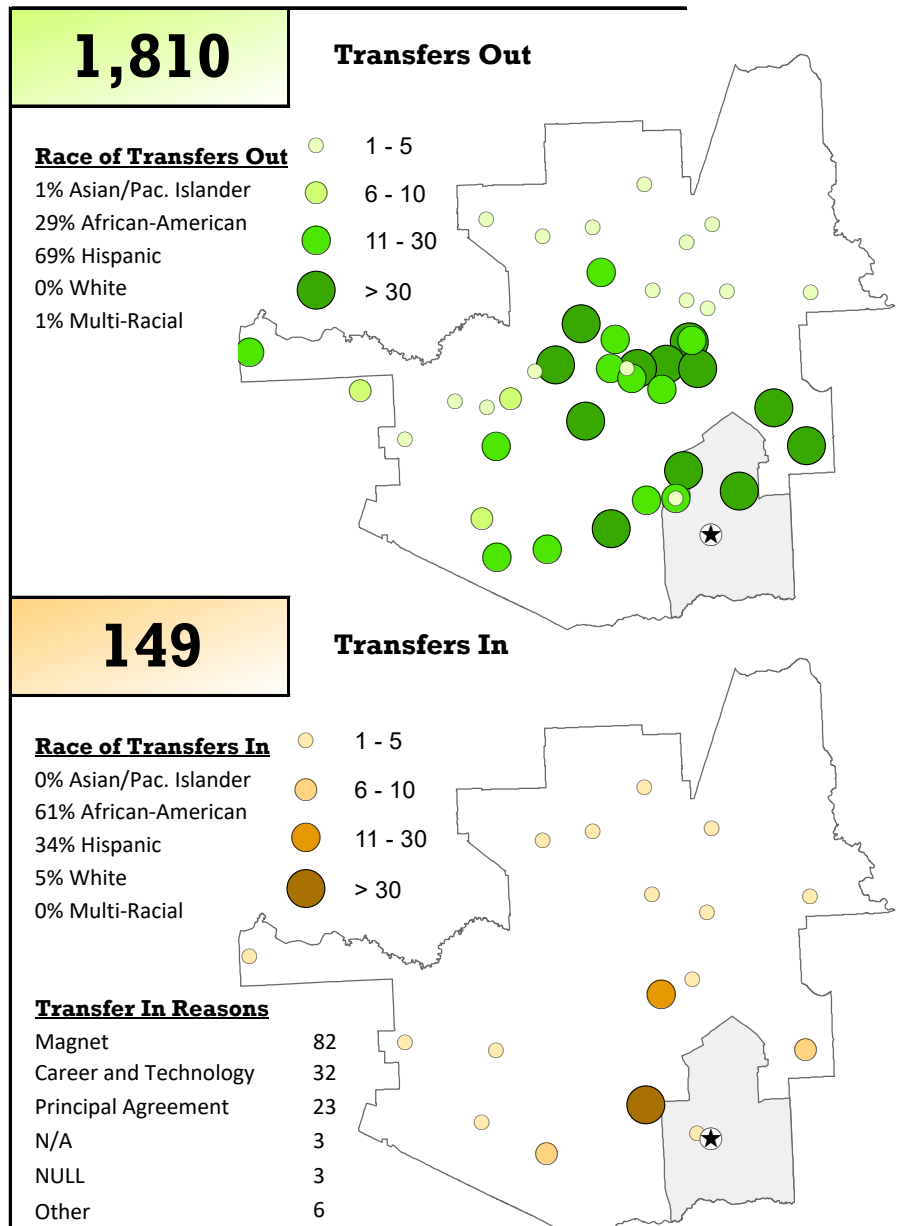 1,810
Transfers Out
Race of Transfers Out
1% Asian/Pac. Islander
29% African-American
69% Hispanic
0% White
1% Multi-Racial
1 - 5
6 - 10
11 - 30
> 30
149
Transfers In
Race of Transfers In
0% Asian/Pac. Islander
61% African-American
34% Hispanic
5% White
0% Multi-Racial
1 - 5
6 - 10
11 - 30
> 30
Transfer In Reasons
Magnet 82
Career and Technology 32
Principal Agreement 23
N/A 3
NULL 3
Other 6